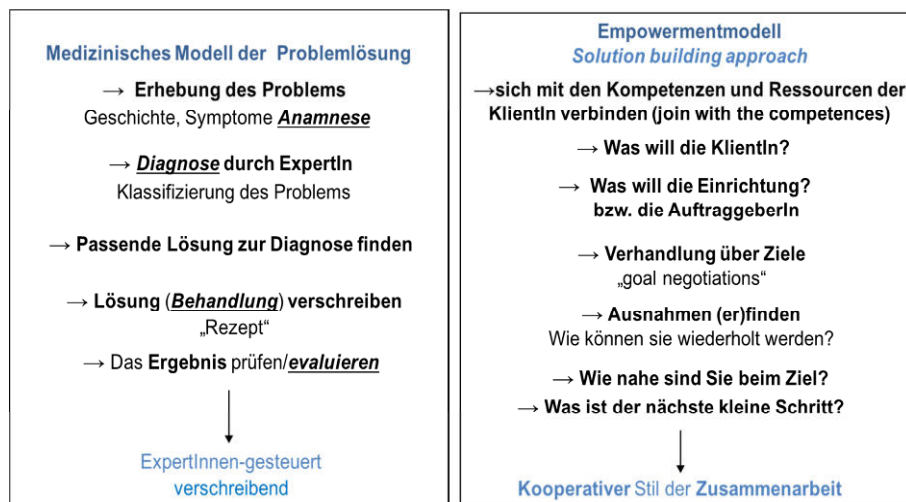 Medizinisches Modell der Problemlösung
→ Erhebung des Problems
Geschichte, Symptome Anamnese
→ Diagnose durch ExpertIn
Klassifizierung des Problems
→ Passende Lösung zur Diagnose finden
→ Lösung (Behandlung) verschreiben
„Rezept“
→ Das Ergebnis prüfen/evaluieren
ExpertInnen-gesteuert
verschreibend
Empowermentmodell
Solution building approach
→sich mit den Kompetenzen und Ressourcen der
KlientIn verbinden (join with the competences)
→ Was will die KlientIn?
→ Was will die Einrichtung?
bzw. die AuftraggeberIn
→ Verhandlung über Ziele
„goal negotiations“
→ Ausnahmen (er)finden
Wie können sie wiederholt werden?
→ Wie nahe sind Sie beim Ziel?
→ Was ist der nächste kleine Schritt?
Kooperativer Stil der Zusammenarbeit